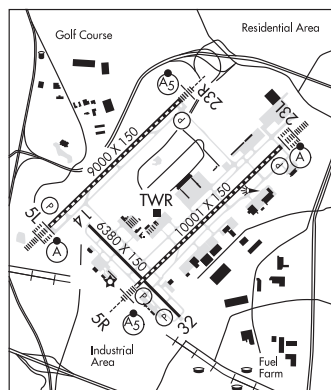 Golf Course
Residential Area
A5
23R
23L
P
P
A
9000 X 150
P
5L
TWR
10001 X 150
A
14
6380 X 150
P
P
5R
A5
32
Industrial
Area
Fuel
Farm